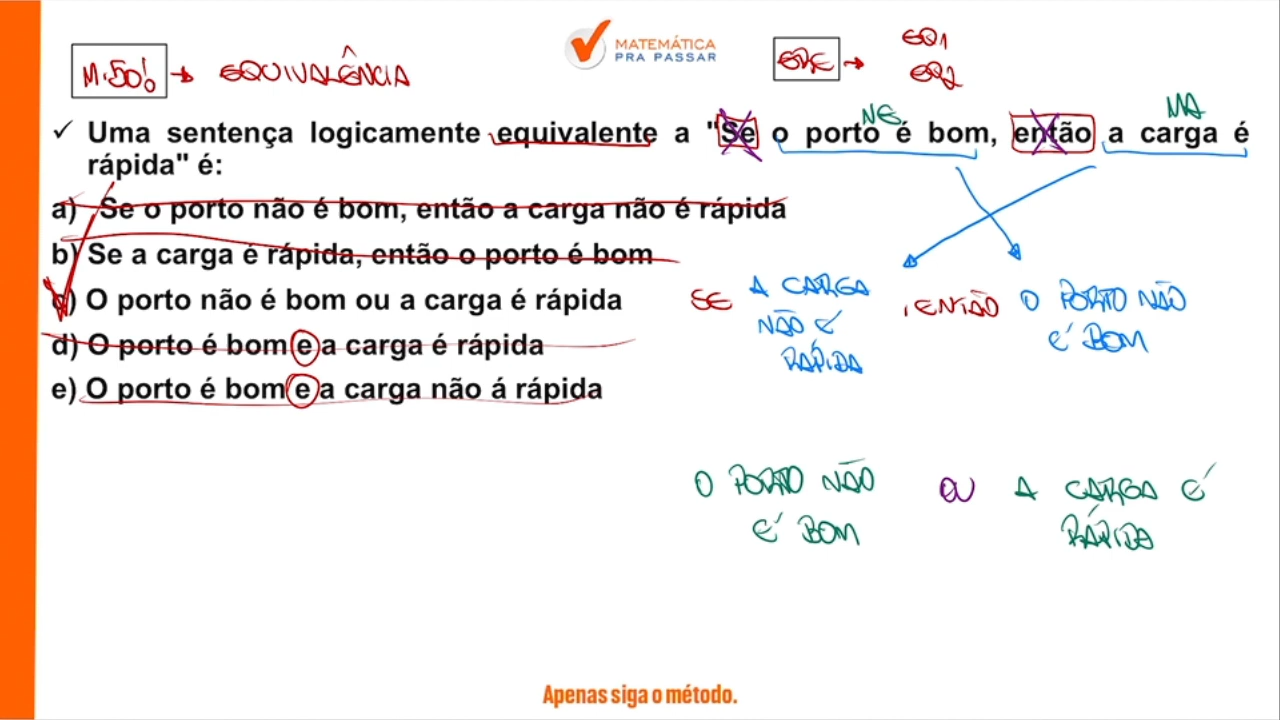 M.50! → EQUIVALÊNCIA
MATEMÁTICA
PRA PASSAR
EQ1
EQ2
NE
MA
✓ Uma sentença logicamente equivalente a "Se o porto é bom, então a carga é
rápida" é:
a) Se o porto não é bom, então a carga não é rápida
b) Se a carga é rápida, então o porto é bom
c) O porto não é bom ou a carga é rápida
d) O porto é bom e a carga é rápida
e) O porto é bom e a carga não á rápida
SE A CARGA , ENTÃO O PORTO NÃO
NÃO É É BOM
RÁPIDA
O PORTO NÃO OU A CARGA É
É BOM RÁPIDA
Apenas siga o método.